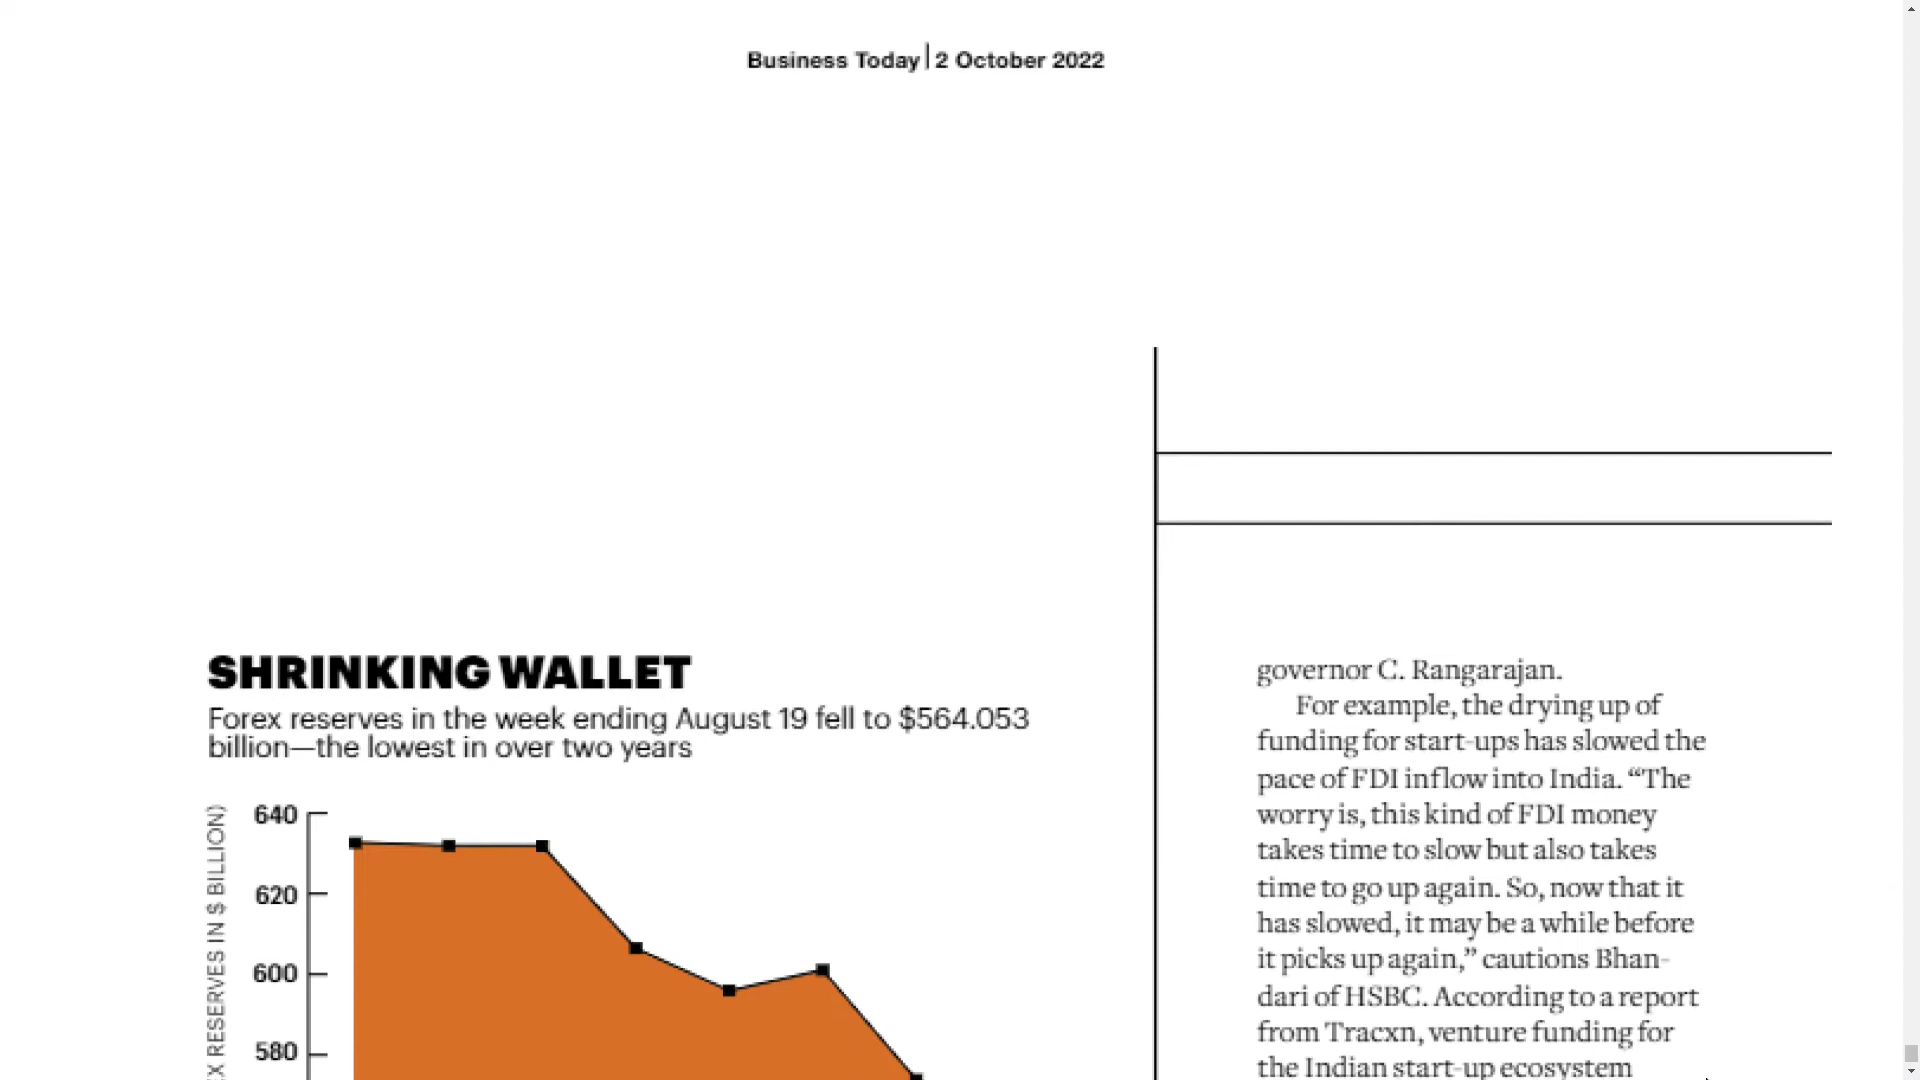 Business Today | 2 October 2022
SHRINKING WALLET
Forex reserves in the week ending August 19 fell to $564.053
billion—the lowest in over two years
RESERVES IN $ BILLION)
640
620
600
580
governor C. Rangarajan.
For example, the drying up of
funding for start-ups has slowed the
pace of FDI inflow into India. “The
worry is, this kind of FDI money
takes time to slow but also takes
time to go up again. So, now that it
has slowed, it may be a while before
it picks up again,” cautions Bhan-
dari of HSBC. According to a report
from Tracxn, venture funding for
the Indian start-up ecosystem